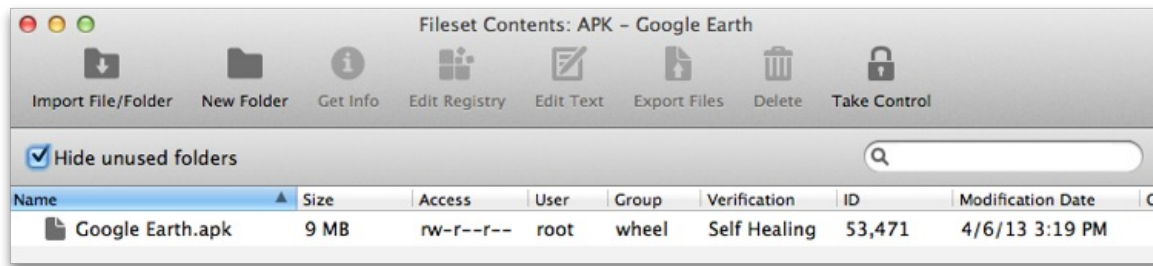 Fileset Contents: APK – Google Earth
Import File/Folder New Folder Get Info Edit Registry Edit Text Export Files Delete Take Control
Hide unused folders
Name Size Access User Group Verification ID Modification Date
Google Earth.apk 9 MB rw-r--r-- root wheel Self Healing 53,471 4/6/13 3:19 PM